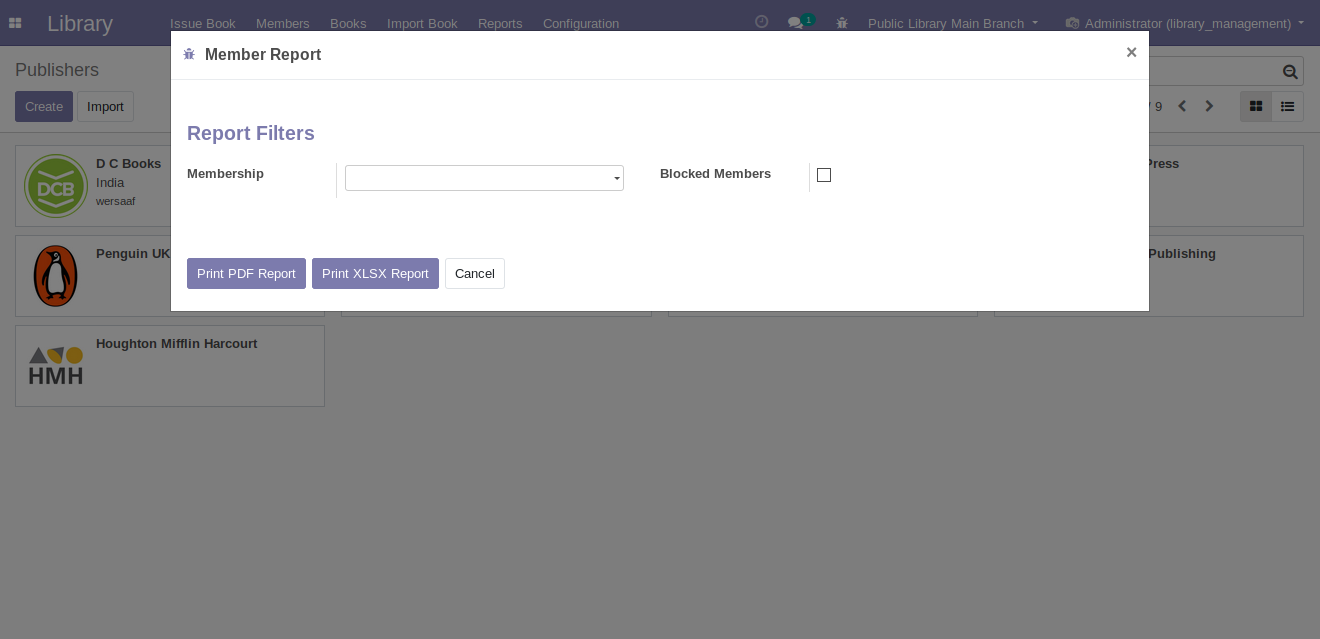 Library
Issue Book Members Books Import Book Reports Configuration
1
Public Library Main Branch
Administrator (library_management)
Member Report ×
Publishers
Create Import
/ 9
Report Filters
Membership
Blocked Members
Print PDF Report Print XLSX Report Cancel
DCB
D C Books
India
wersaaf
Press
Penguin UK
Publishing
HMH
Houghton Mifflin Harcourt